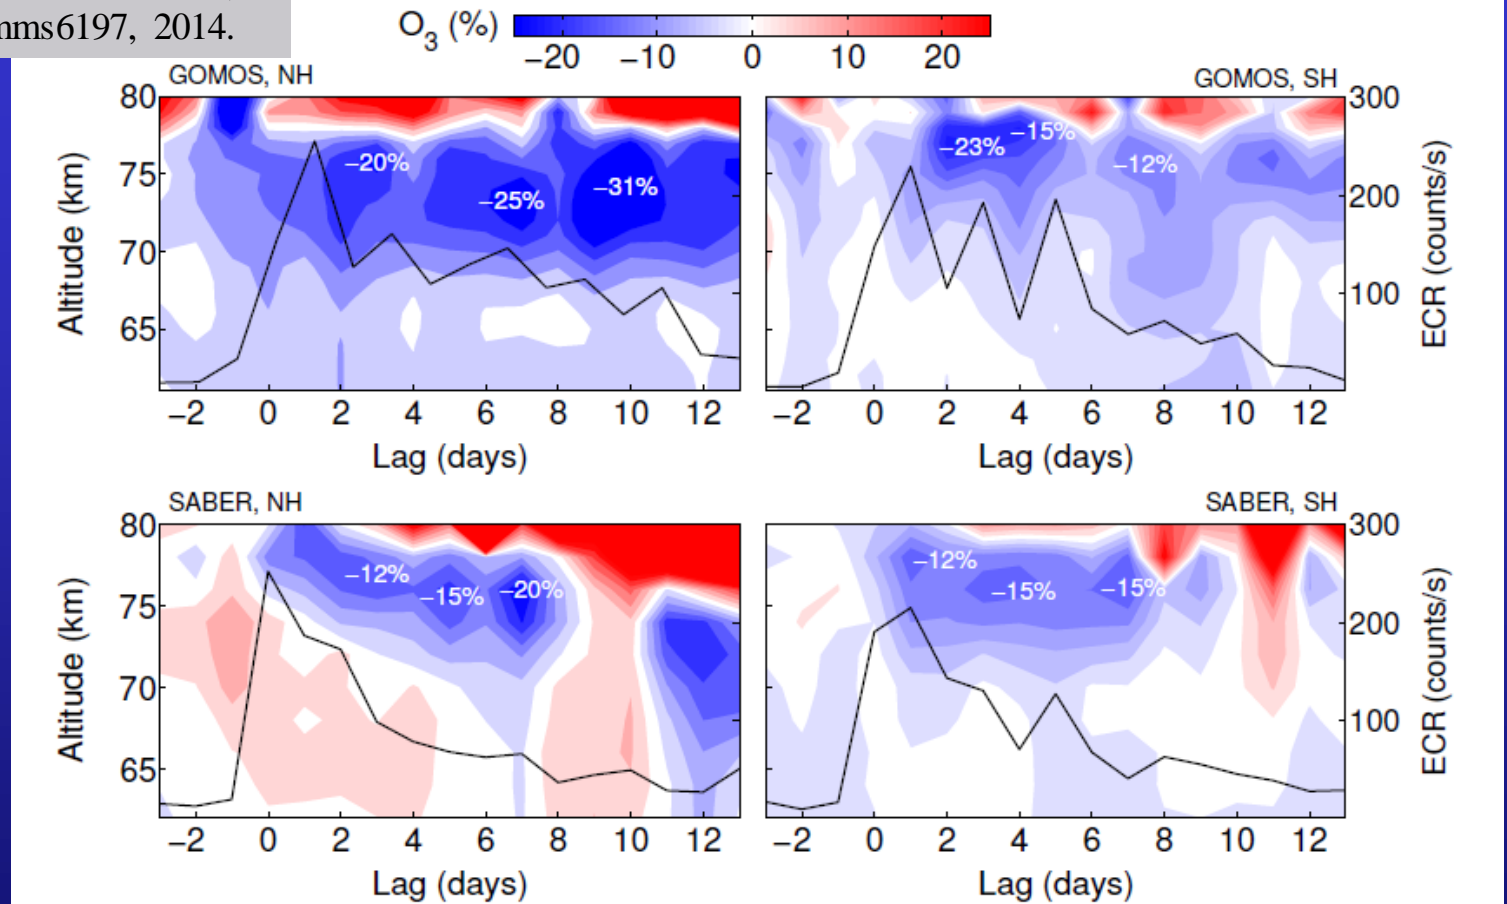 mms6197, 2014.
O3 (%)
−20 −10 0 10 20
GOMOS, NH
80
75
70
65
Altitude (km)
−20%
−25%
−31%
−2 0 2 4 6 8 10 12
Lag (days)
GOMOS, SH
300
200
100
ECR (counts/s)
−23%
−15%
−12%
−2 0 2 4 6 8 10 12
Lag (days)
SABER, NH
80
75
70
65
Altitude (km)
−12%
−15%
−20%
−2 0 2 4 6 8 10 12
Lag (days)
SABER, SH
300
200
100
ECR (counts/s)
−12%
−15%
−15%
−2 0 2 4 6 8 10 12
Lag (days)